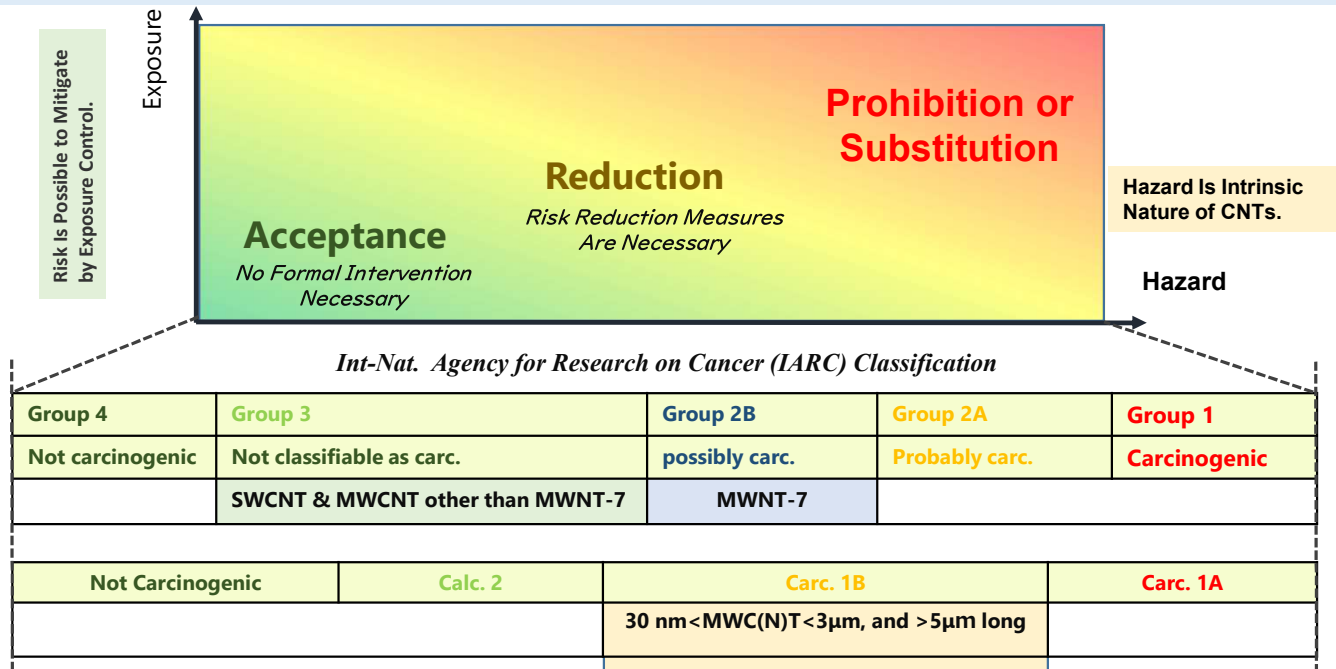 Risk Is Possible to Mitigate
by Exposure Control.
Exposure
Prohibition or
Substitution
Reduction
Risk Reduction Measures
Are Necessary
Acceptance
No Formal Intervention
Necessary
Hazard Is Intrinsic
Nature of CNTs.
Hazard
Int-Nat. Agency for Research on Cancer (IARC) Classification
Group 4 Group 3 Group 2B Group 2A Group 1
Not carcinogenic Not classifiable as carc. possibly carc. Probably carc. Carcinogenic
SWCNT & MWCNT other than MWNT-7 MWNT-7
Not Carcinogenic Calc. 2 Carc. 1B Carc. 1A
30 nm<MWC(N)T<3μm, and >5μm long